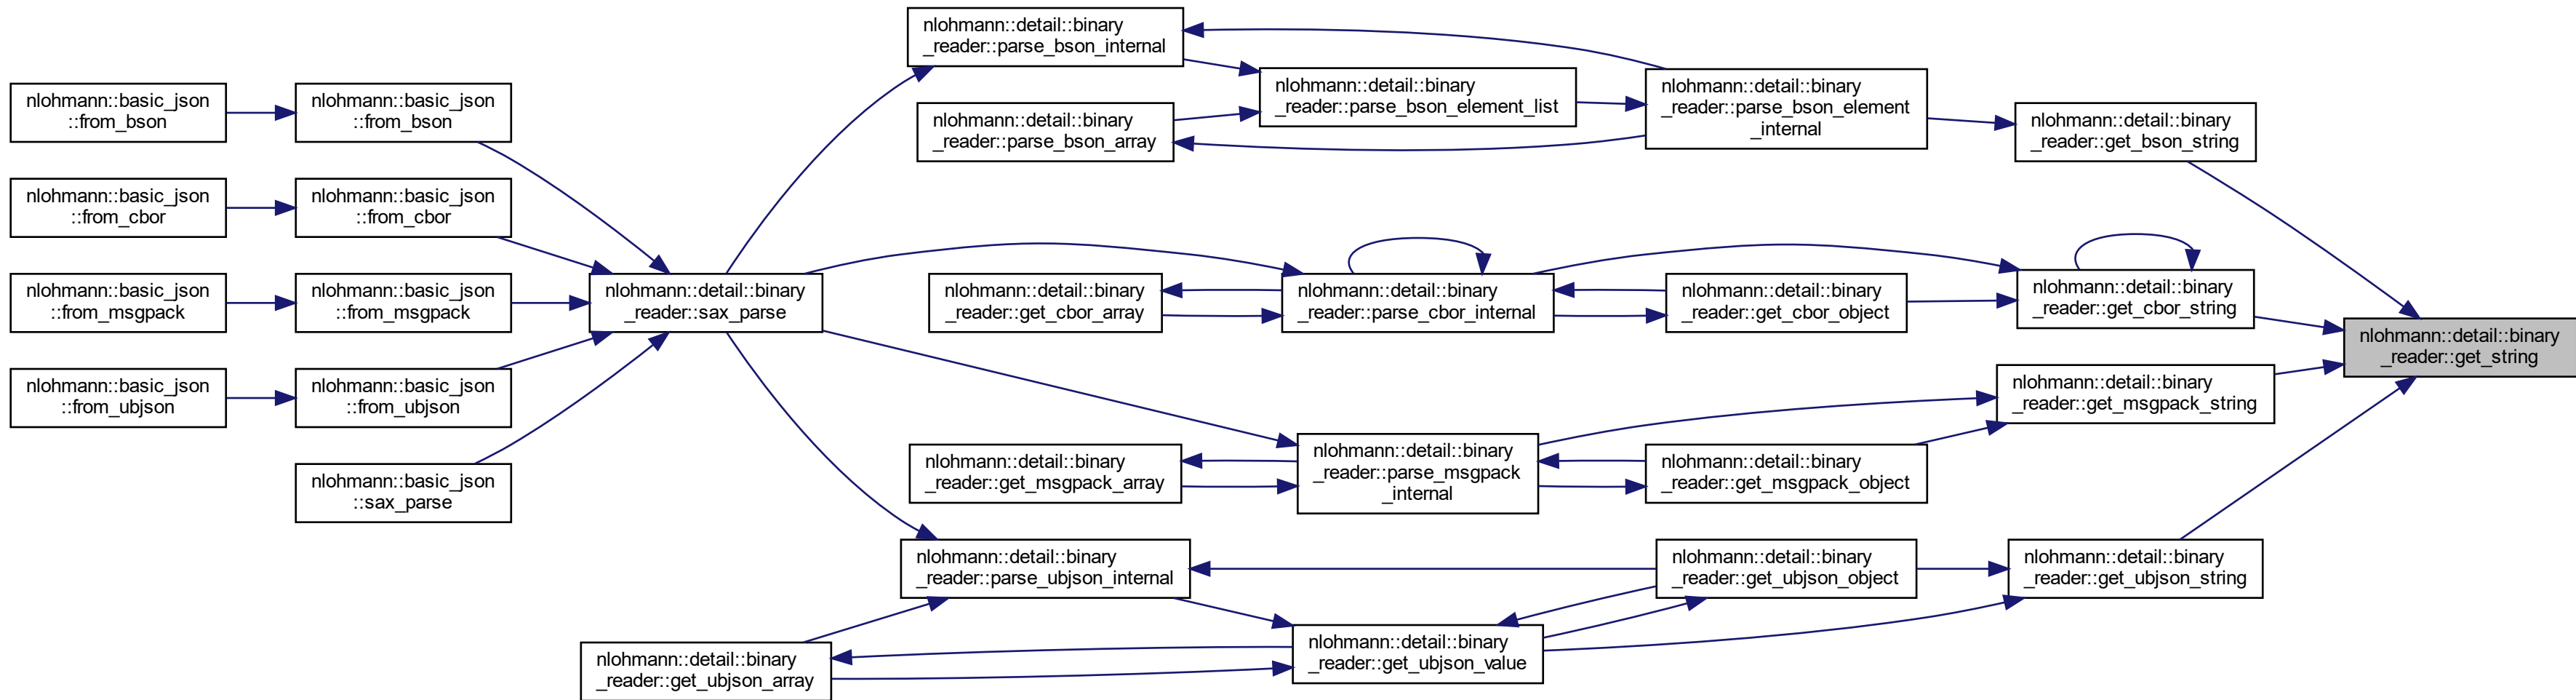 nlohmann::basic_json
::from_bson
nlohmann::basic_json
::from_cbor
nlohmann::basic_json
::from_msgpack
nlohmann::basic_json
::from_ubjson
nlohmann::basic_json
::from_bson
nlohmann::basic_json
::from_cbor
nlohmann::basic_json
::from_msgpack
nlohmann::basic_json
::from_ubjson
nlohmann::basic_json
::sax_parse
nlohmann::detail::binary
_reader::sax_parse
nlohmann::detail::binary
_reader::parse_bson_internal
nlohmann::detail::binary
_reader::parse_bson_array
nlohmann::detail::binary
_reader::parse_bson_element_list
nlohmann::detail::binary
_reader::parse_bson_element
_internal
nlohmann::detail::binary
_reader::get_bson_string
nlohmann::detail::binary
_reader::get_cbor_array
nlohmann::detail::binary
_reader::parse_cbor_internal
nlohmann::detail::binary
_reader::get_cbor_object
nlohmann::detail::binary
_reader::get_cbor_string
nlohmann::detail::binary
_reader::get_string
nlohmann::detail::binary
_reader::get_msgpack_array
nlohmann::detail::binary
_reader::parse_msgpack
_internal
nlohmann::detail::binary
_reader::get_msgpack_object
nlohmann::detail::binary
_reader::get_msgpack_string
nlohmann::detail::binary
_reader::parse_ubjson_internal
nlohmann::detail::binary
_reader::get_ubjson_array
nlohmann::detail::binary
_reader::get_ubjson_value
nlohmann::detail::binary
_reader::get_ubjson_object
nlohmann::detail::binary
_reader::get_ubjson_string